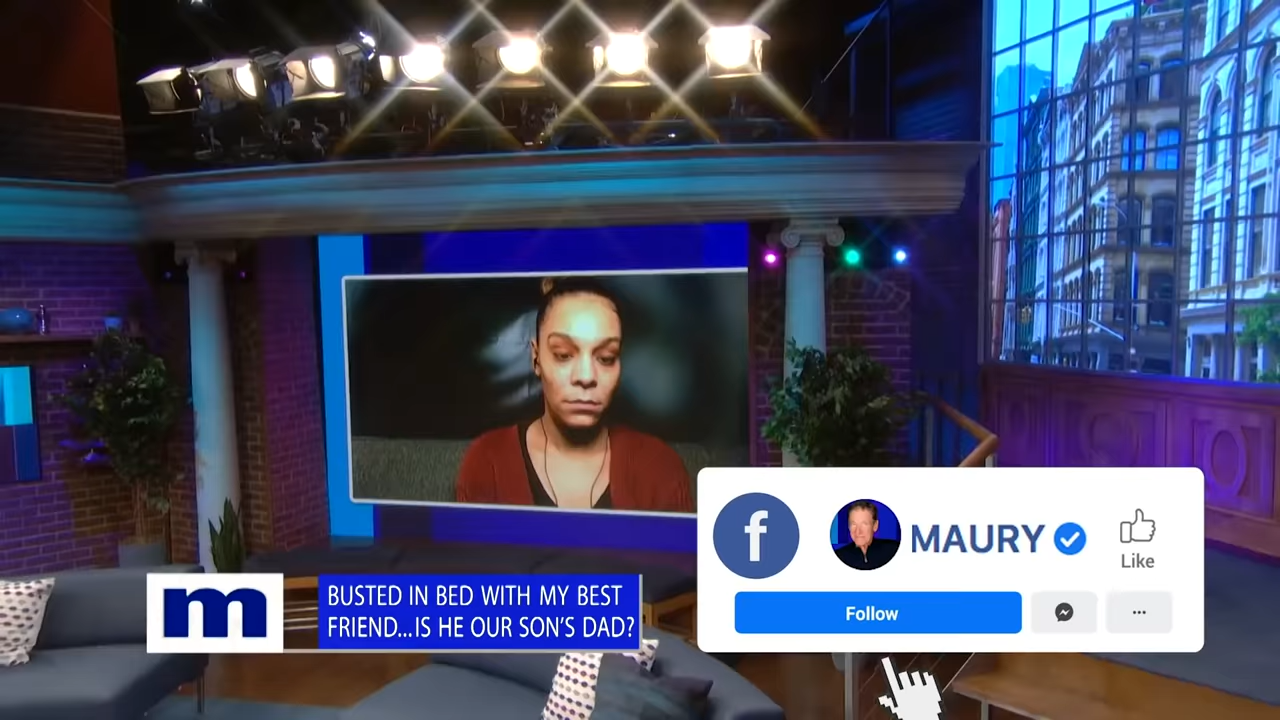 m
BUSTED IN BED WITH MY BEST
FRIEND...IS HE OUR SON'S DAD?
f
MAURY
Like
Follow
...